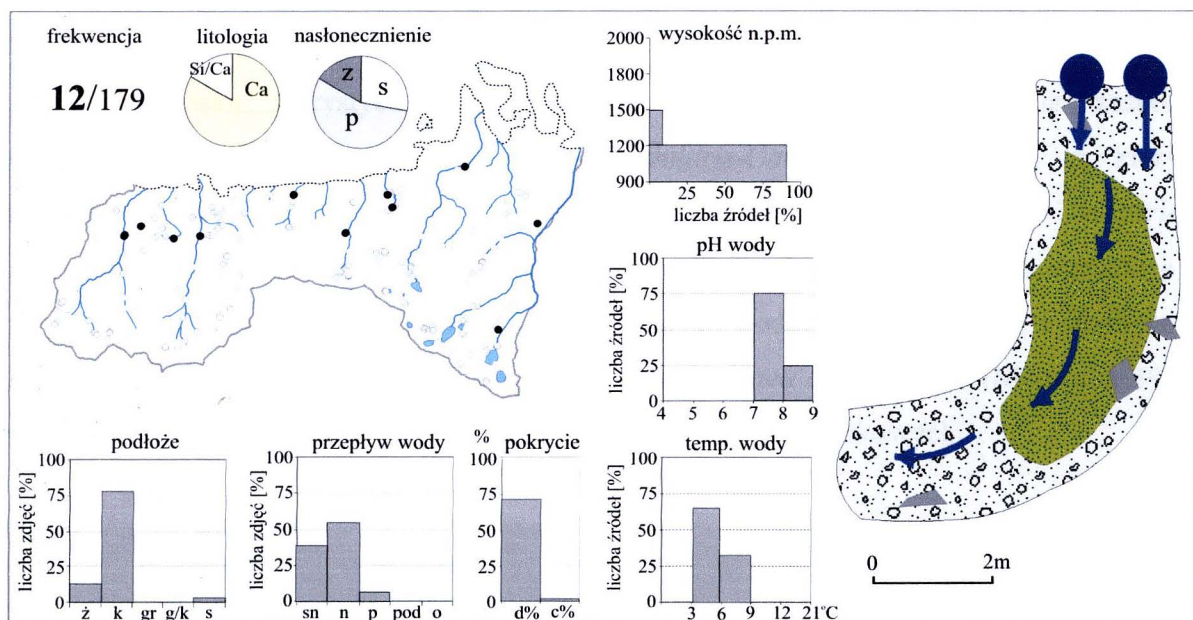 frekwencja
12/179
litologia
Si/Ca
Ca
nasłonecznienie
z
s
p
wysokość n.p.m.
2000
1800
1500
1200
900
25 50 75 100
liczba źródeł [%]
pH wody
liczba źródeł [%]
100
75
50
25
0
4 5 6 7 8 9
podłoże
liczba zdjęć [%]
100
75
50
25
0
ż k gr g/k s
przepływ wody
liczba zdjęć [%]
100
75
50
25
0
sn n p pod o
% pokrycie
100
75
50
25
0
d% c%
temp. wody
liczba źródeł [%]
100
75
50
25
0
3 6 9 12 21°C
0 2m